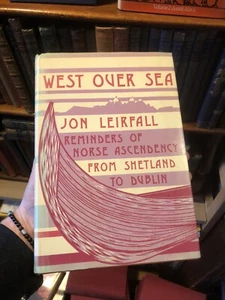 WEST OVER SEA
JON LEIRFALL
REMINDERS OF
NORSE ASCENDENCY
FROM SHETLAND
TO DUBLIN